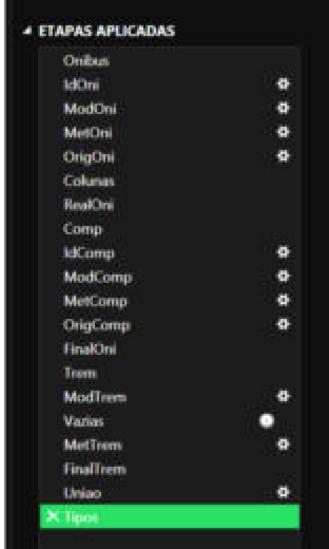 ETAPAS APLICADAS
Onibus
IdOni
ModOni
MetOni
OrigOni
Colunas
RealOni
Comp
IdComp
ModComp
MetComp
OrigComp
FinalOni
Trem
ModTrem
Vazias
MetTrem
FinalTrem
Uniao
Tipos